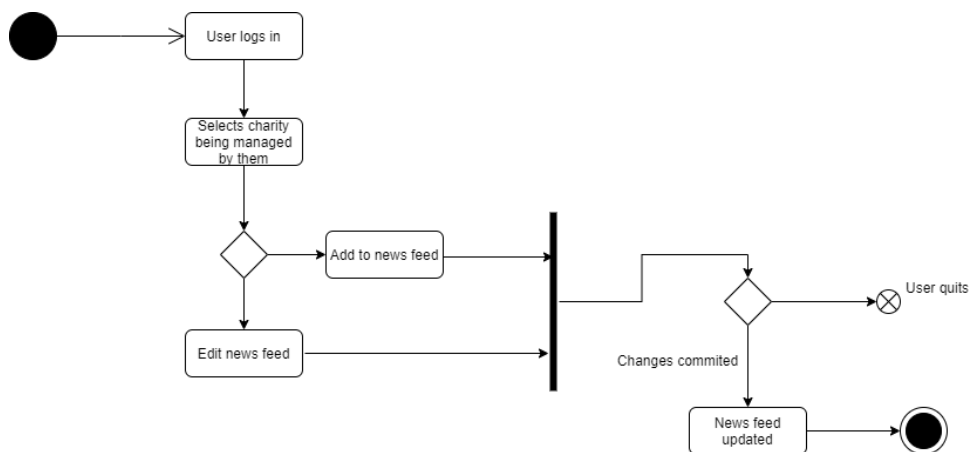 User logs in
Selects charity
being managed
by them
Add to news feed
User quits
Edit news feed
Changes commited
News feed
updated